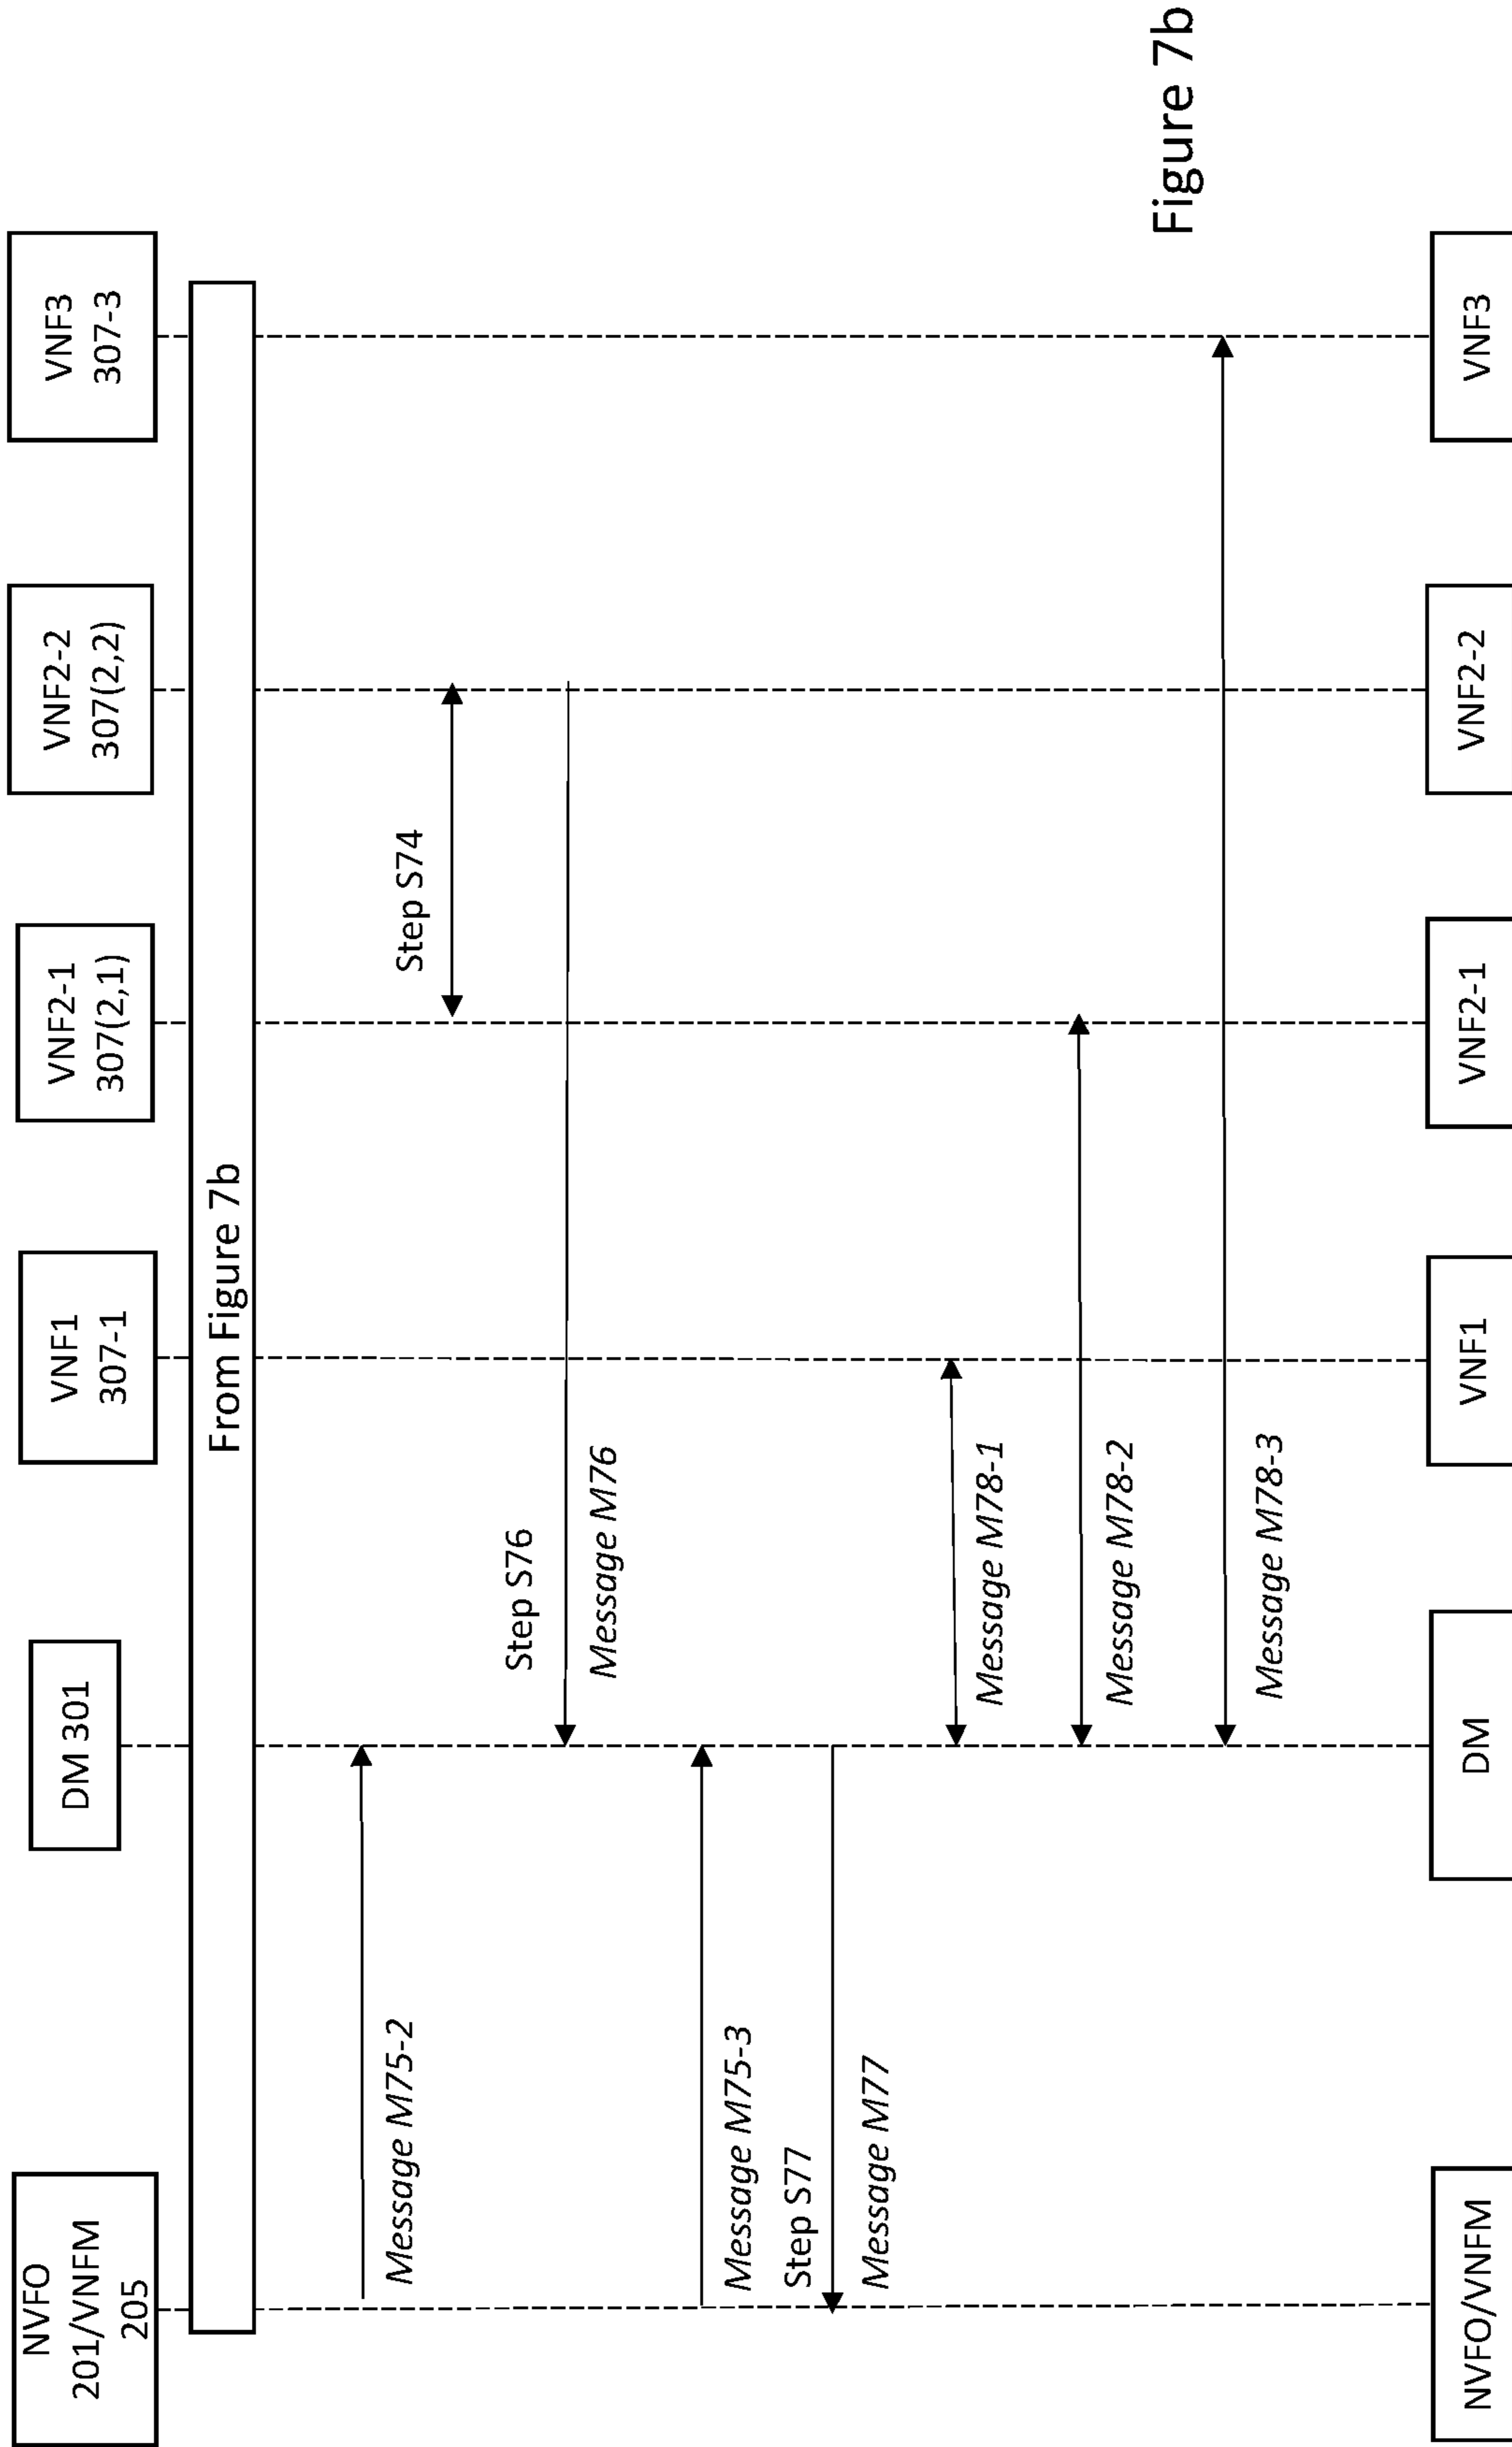 NVFO
201/VNFM
205
DM 301
VNF1
307-1
VNF2-1
307(2,1)
VNF2-2
307(2,2)
VNF3
307-3
From Figure 7b
Message M75-2
Step S74
Step S76
Message M76
Message M75-3
Step S77
Message M77
Message M78-1
Message M78-2
Message M78-3
Figure 7b
NVFO/VNFM
DM
VNF1
VNF2-1
VNF2-2
VNF3